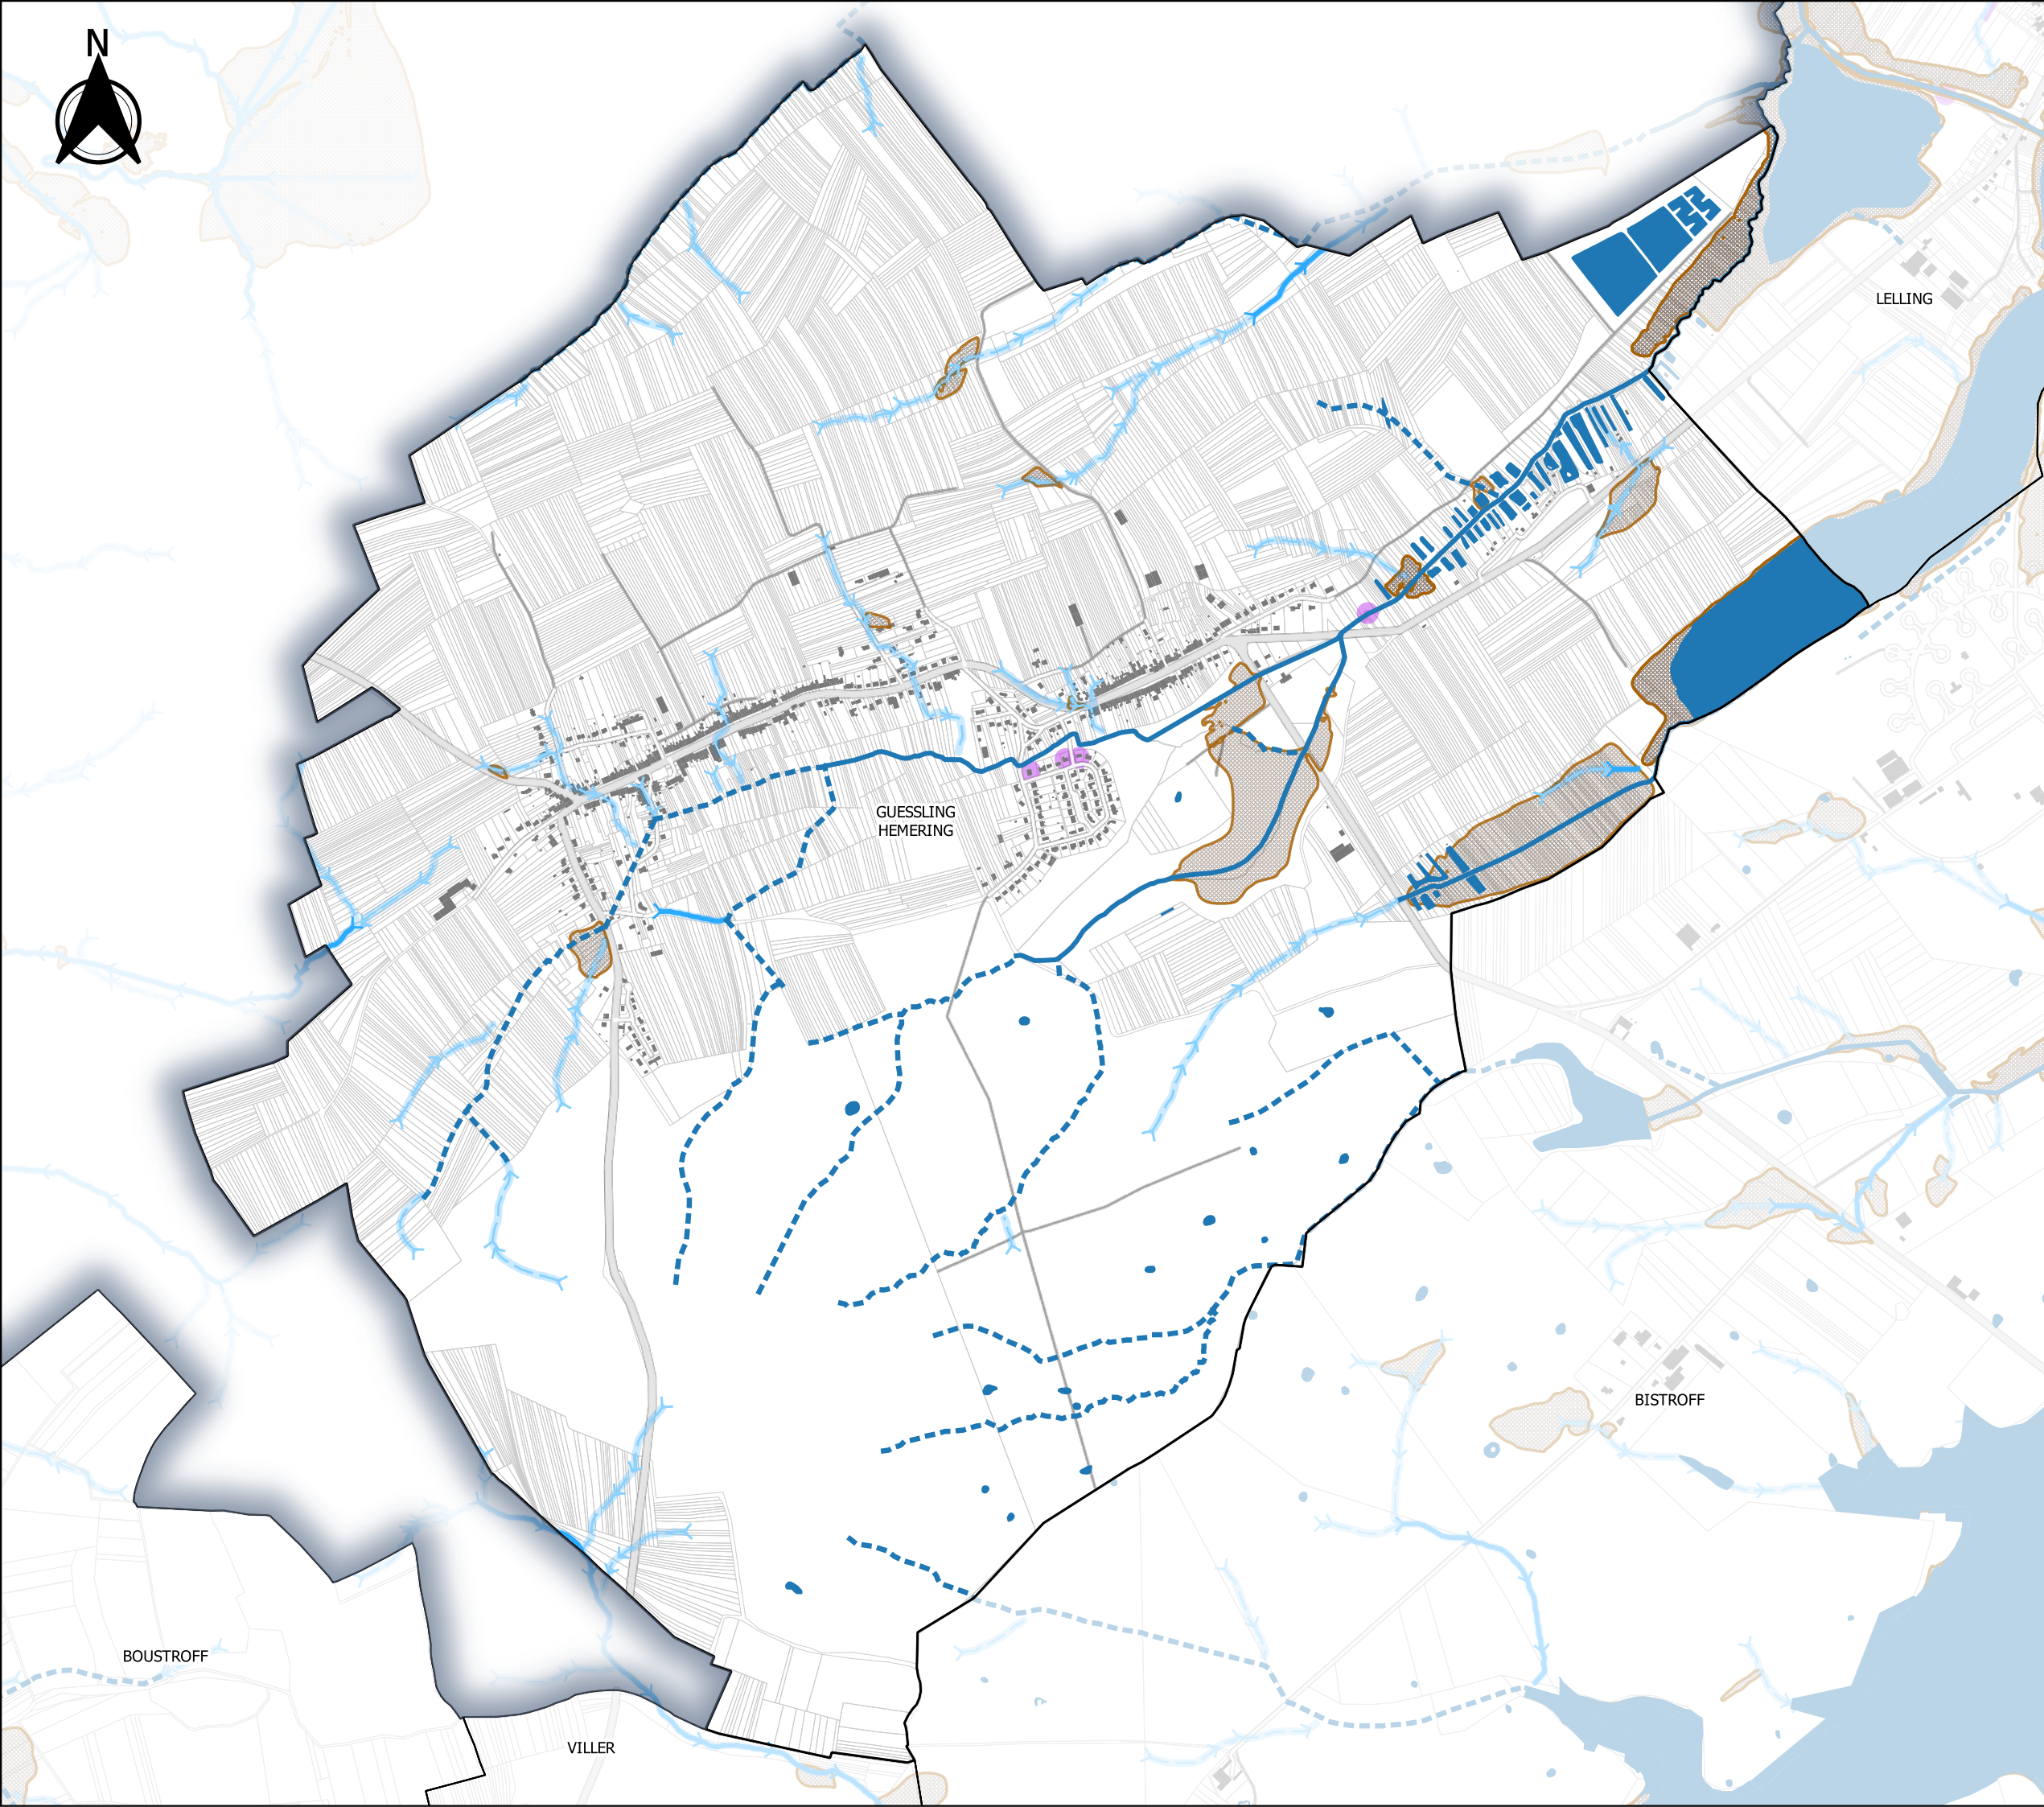 N
LELLING
GUESSLING
HEMERING
BISTROFF
BOUSTROFF
VILLER